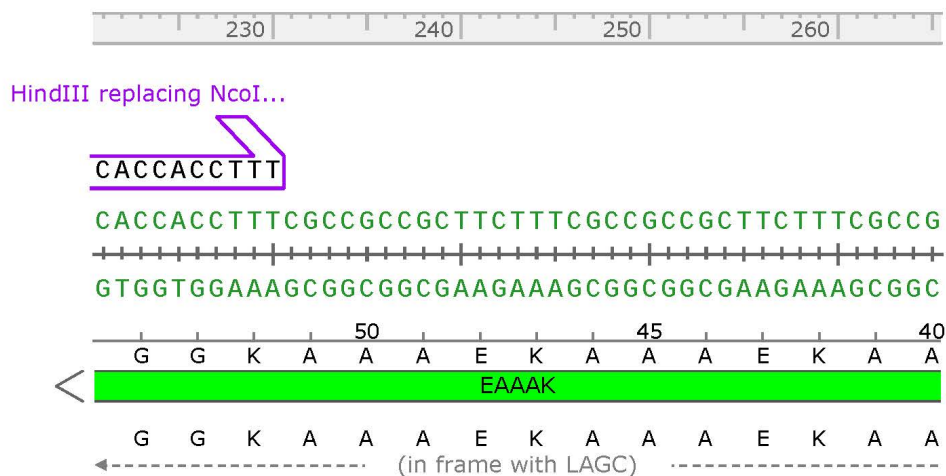 230 240 250 260
HindIII replacing NcoI...
CACCACCTTT
CACCACCTTTCGCCGCCGCTTCTTTCGCCGCCGCTTCTTTCGCCG
GTGGTGGAAAGCGGCGGCGAAGAAAGCGGCGGCGAAGAAAGCGGC
50 45 40
G G K A A A E K A A A E K A A
EAAAK
G G K A A A E K A A A E K A A
(in frame with LAGC)